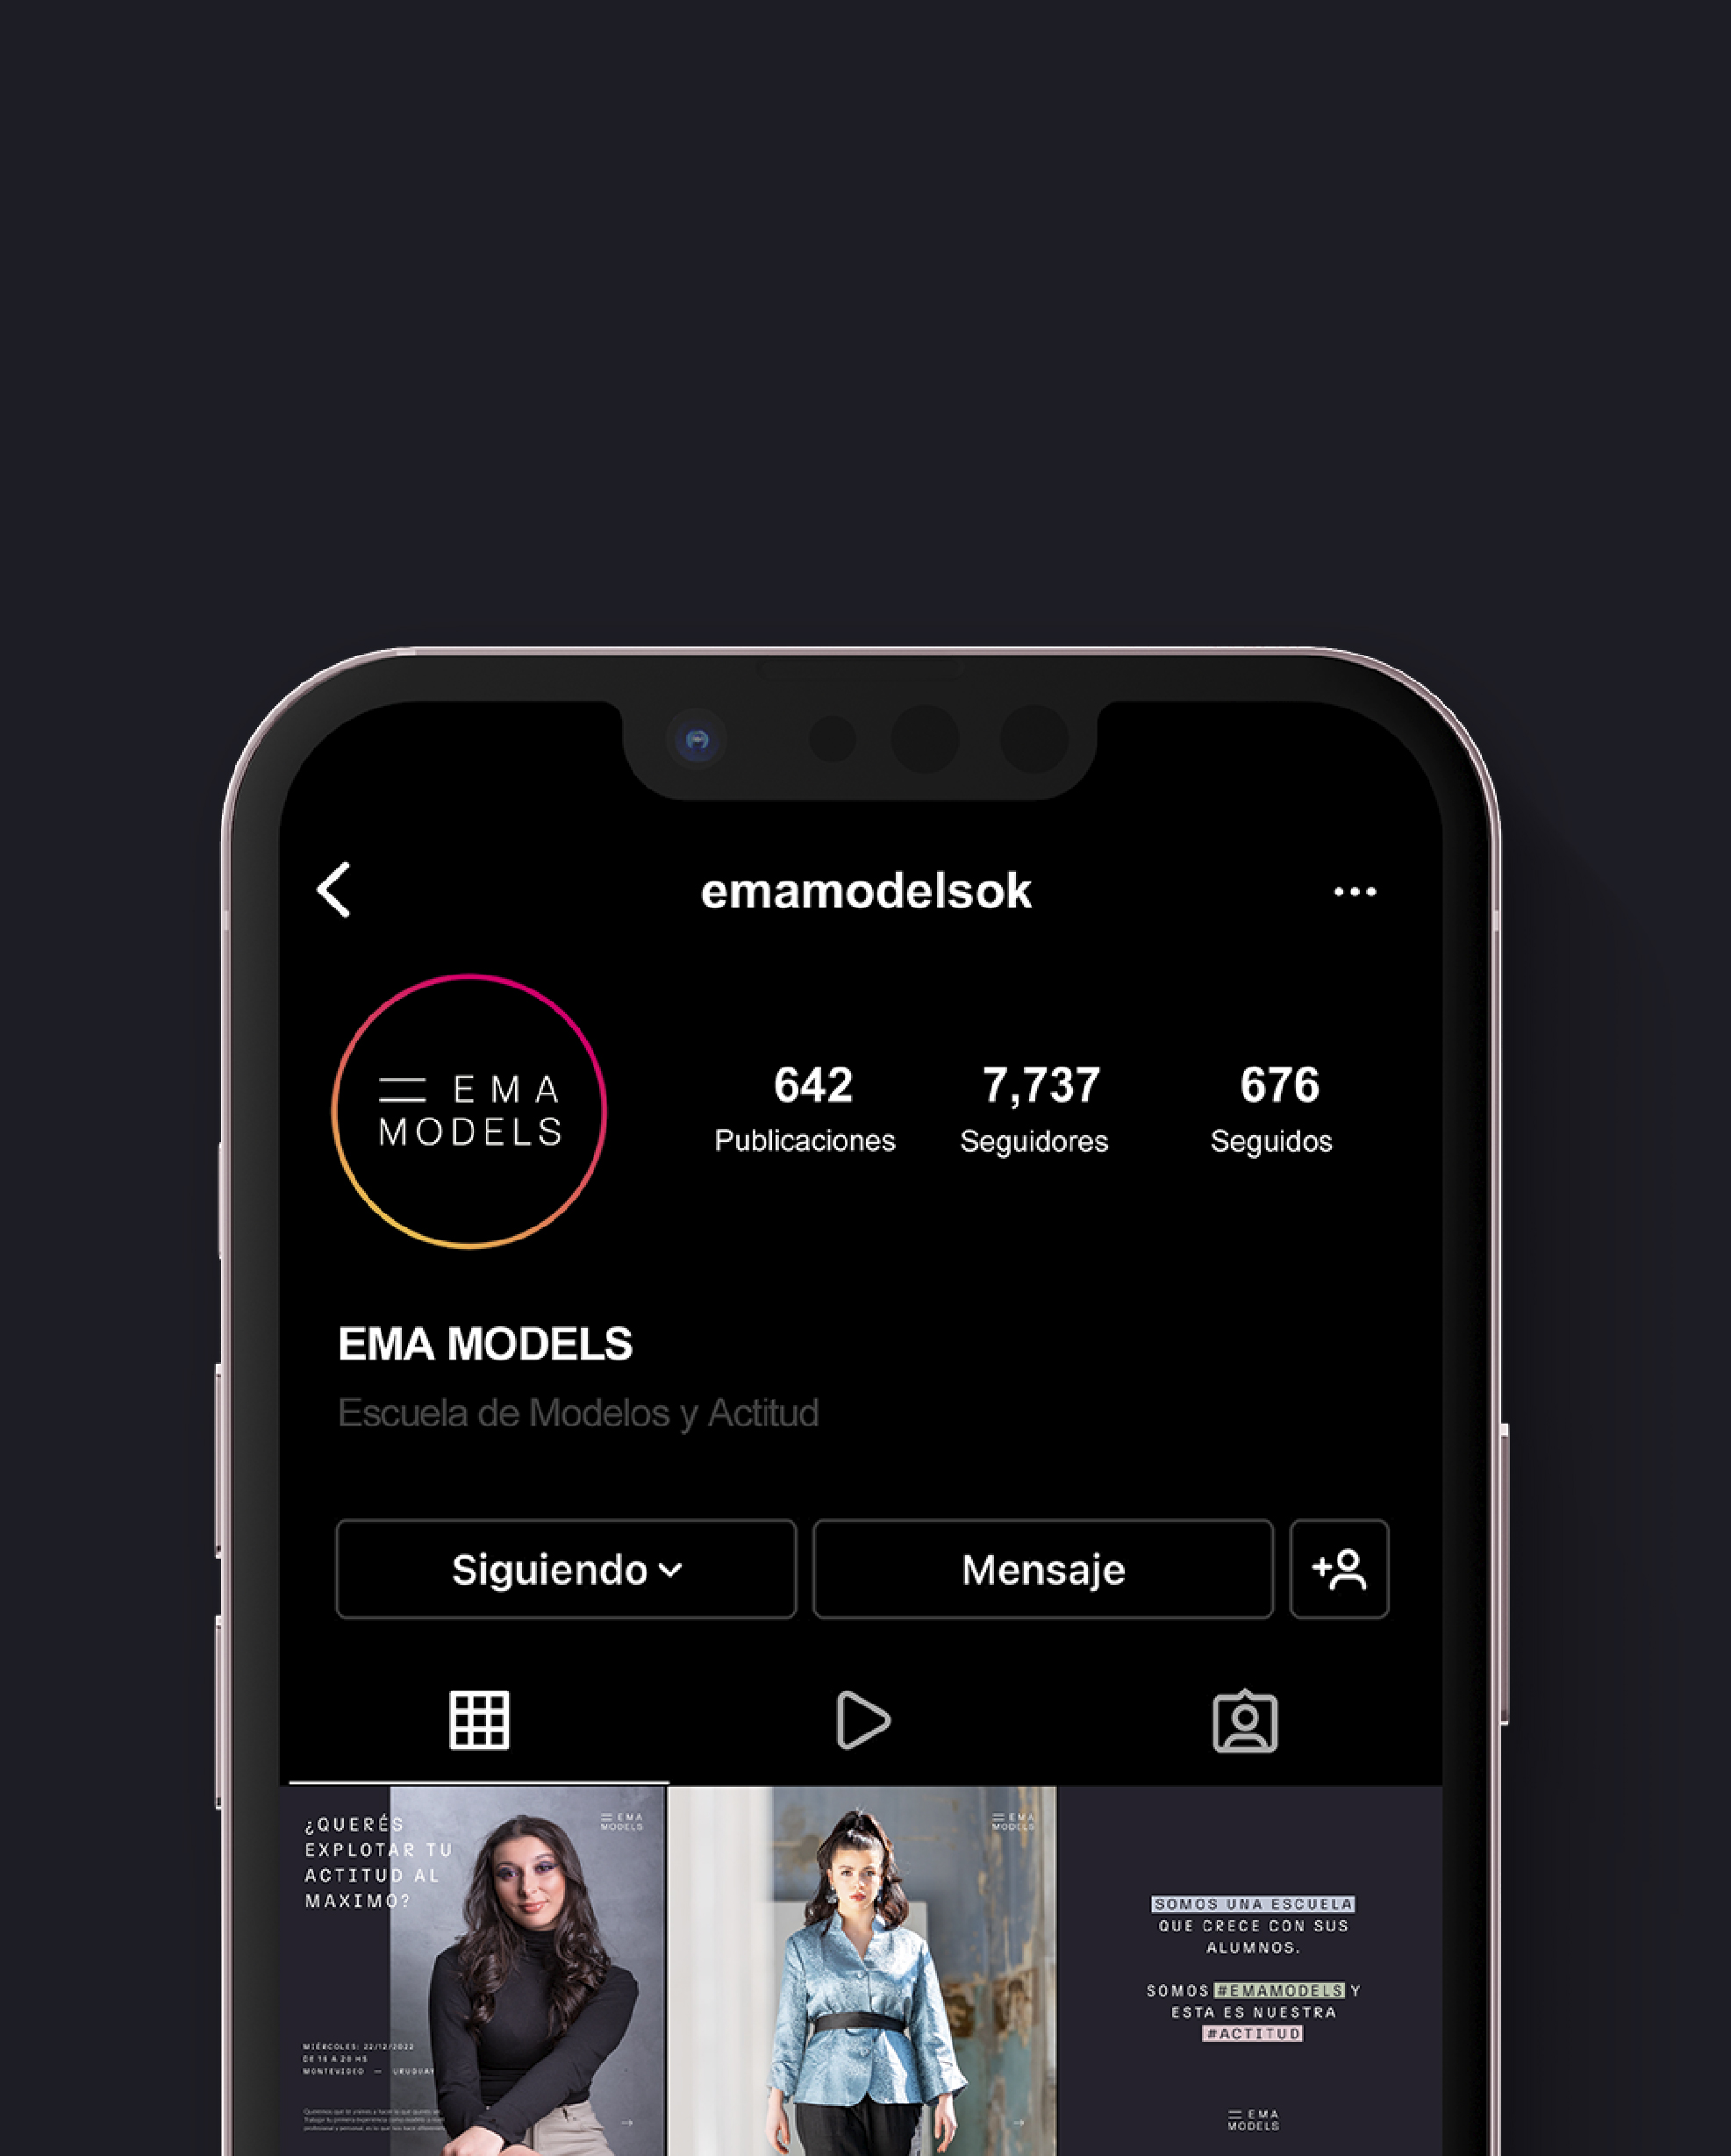 emamodelsok
EMA
MODELS
642
Publicaciones
7,737
Seguidores
676
Seguidos
EMA MODELS
Escuela de Modelos y Actitud
Siguiendo
Mensaje
¿QUERÉS
EXPLOTAR TU
ACTITUD AL
MAXIMO?
EMA
MODELS
MIÉRCOLES: 22/12/2022
DE 16 A 20 HS
MONTEVIDEO — URUGUAY
EMA
MODELS
SOMOS UNA ESCUELA
QUE CRECE CON SUS
ALUMNOS.
SOMOS #EMAMODELS Y
ESTA ES NUESTRA
#ACTITUD
EMA
MODELS